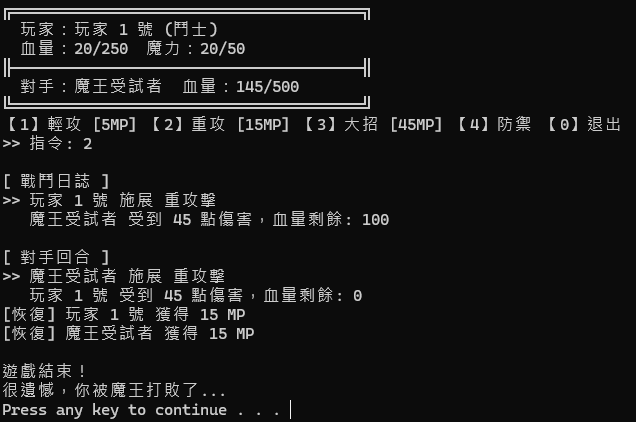 玩家：玩家 1 號 (鬥士)
血量：20/250 魔力：20/50
對手：魔王受試者 血量：145/500
【1】輕攻 [5MP] 【2】重攻 [15MP] 【3】大招 [45MP] 【4】防禦 【0】退出
>> 指令: 2
[ 戰鬥日誌 ]
>> 玩家 1 號 施展 重攻擊
魔王受試者 受到 45 點傷害，血量剩餘: 100
[ 對手回合 ]
>> 魔王受試者 施展 重攻擊
玩家 1 號 受到 45 點傷害，血量剩餘: 0
[恢復] 玩家 1 號 獲得 15 MP
[恢復] 魔王受試者 獲得 15 MP
遊戲結束！
很遺憾，你被魔王打敗了...
Press any key to continue . . .